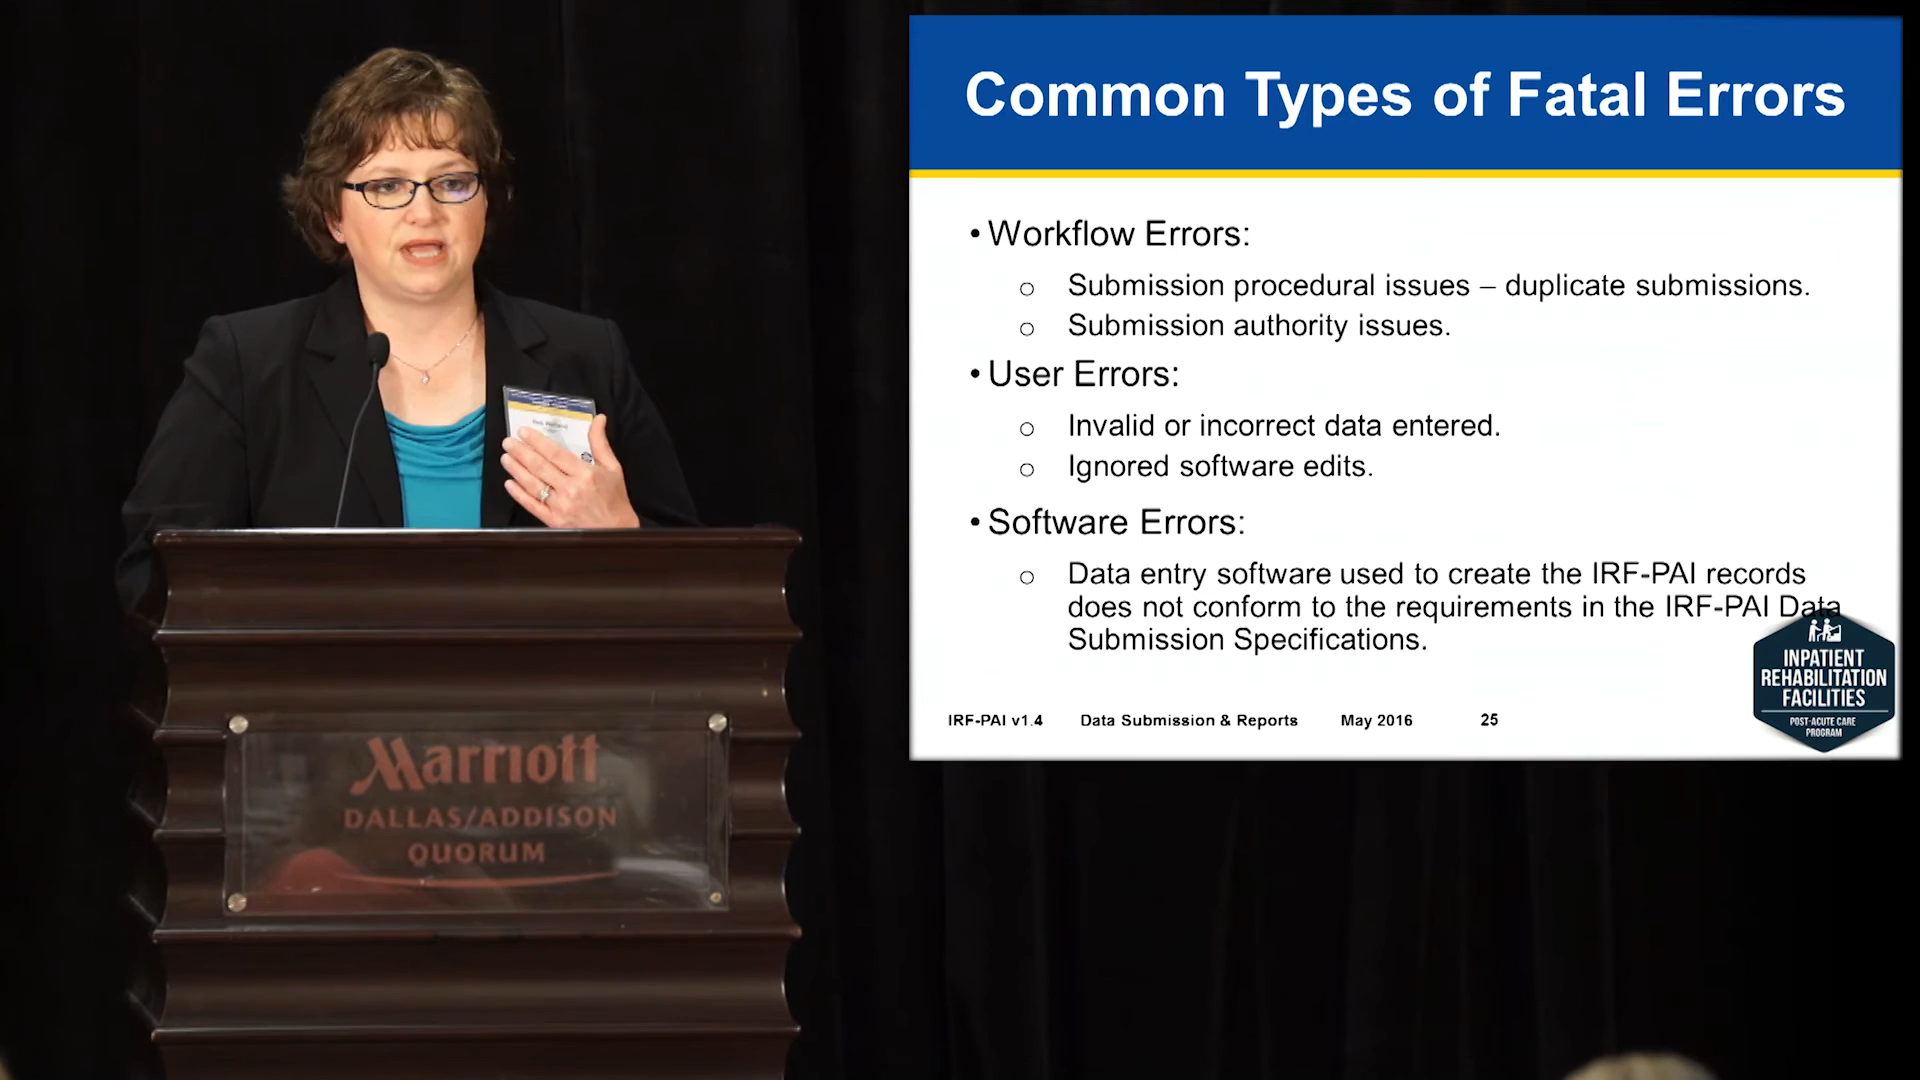 Common Types of Fatal Errors
• Workflow Errors:
○ Submission procedural issues – duplicate submissions.
○ Submission authority issues.
• User Errors:
○ Invalid or incorrect data entered.
○ Ignored software edits.
• Software Errors:
○ Data entry software used to create the IRF-PAI records
does not conform to the requirements in the IRF-PAI Data
Submission Specifications.
IRF-PAI v1.4 Data Submission & Reports May 2016 25
INPATIENT
REHABILITATION
FACILITIES
POST-ACUTE CARE
PROGRAM
Marriott
DALLAS/ADDISON
QUORUM